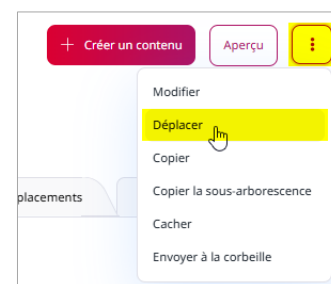 + Créer un contenu Aperçu
Modifier
Déplacer
Copier
placements
Copier la sous-arborescence
Cacher
Envoyer à la corbeille